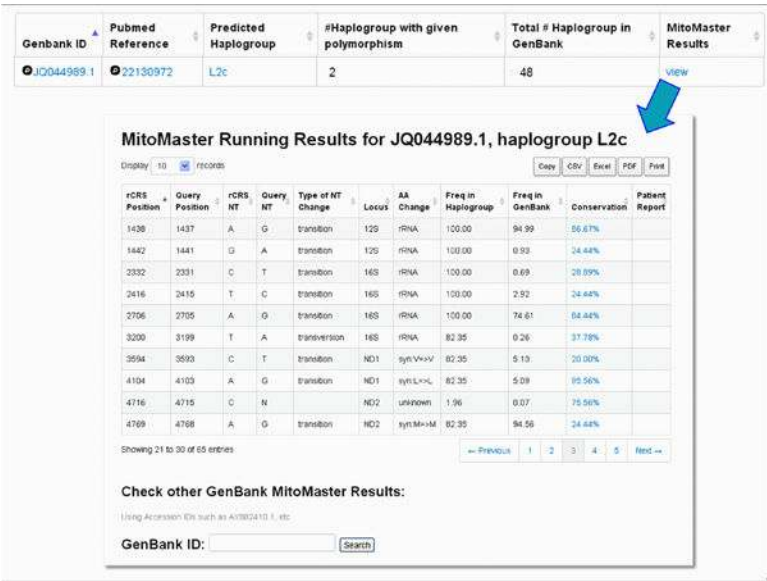 Genbank ID Pubmed Reference Predicted Haplogroup #Haplogroup with given polymorphism Total # Haplogroup in GenBank MitoMaster Results
JQ044989.1 22130972 L2c 2 48 view
MitoMaster Running Results for JQ044989.1, haplogroup L2c
Display 10 records Copy CSV Excel PDF Print
rCRS Position Query Position rCRS NT Query NT Type of NT Change Locus AA Change Freq in Haplogroup Freq in GenBank Conservation Patient Report
1438 1437 A G transition 12S rRNA 100.00 94.99 66.67%
1442 1441 G A transition 12S rRNA 100.00 0.93 24.44%
2332 2331 C T transition 16S rRNA 100.00 0.69 28.89%
2416 2415 T C transition 16S rRNA 100.00 2.92 24.44%
2706 2705 A G transition 16S rRNA 100.00 74.61 84.44%
3200 3199 T A transversion 16S rRNA 82.35 0.26 37.78%
3594 3593 C T transition ND1 syn:V=>V 82.35 5.13 20.00%
4104 4103 A G transition ND1 syn:L=>L 82.35 5.09 95.56%
4716 4715 C N ND2 unknown 1.96 0.07 75.56%
4769 4768 A G transition ND2 syn:M=>M 82.35 94.56 24.44%
Showing 21 to 30 of 65 entries ← Previous 1 2 3 4 5 Next →
Check other GenBank MitoMaster Results:
Using Accession IDs such as 1, etc
GenBank ID: Search